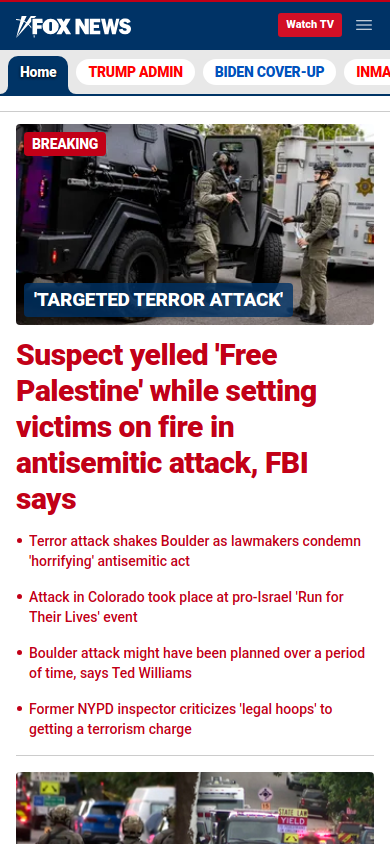 FOX NEWS
Watch TV
Home
TRUMP ADMIN
BIDEN COVER-UP
INMA
BREAKING
'TARGETED TERROR ATTACK'
Suspect yelled 'Free
Palestine' while setting
victims on fire in
antisemitic attack, FBI
says
• Terror attack shakes Boulder as lawmakers condemn
'horrifying' antisemitic act
• Attack in Colorado took place at pro-Israel 'Run for
Their Lives' event
• Boulder attack might have been planned over a period
of time, says Ted Williams
• Former NYPD inspector criticizes 'legal hoops' to
getting a terrorism charge
STATE LAW
YIELD